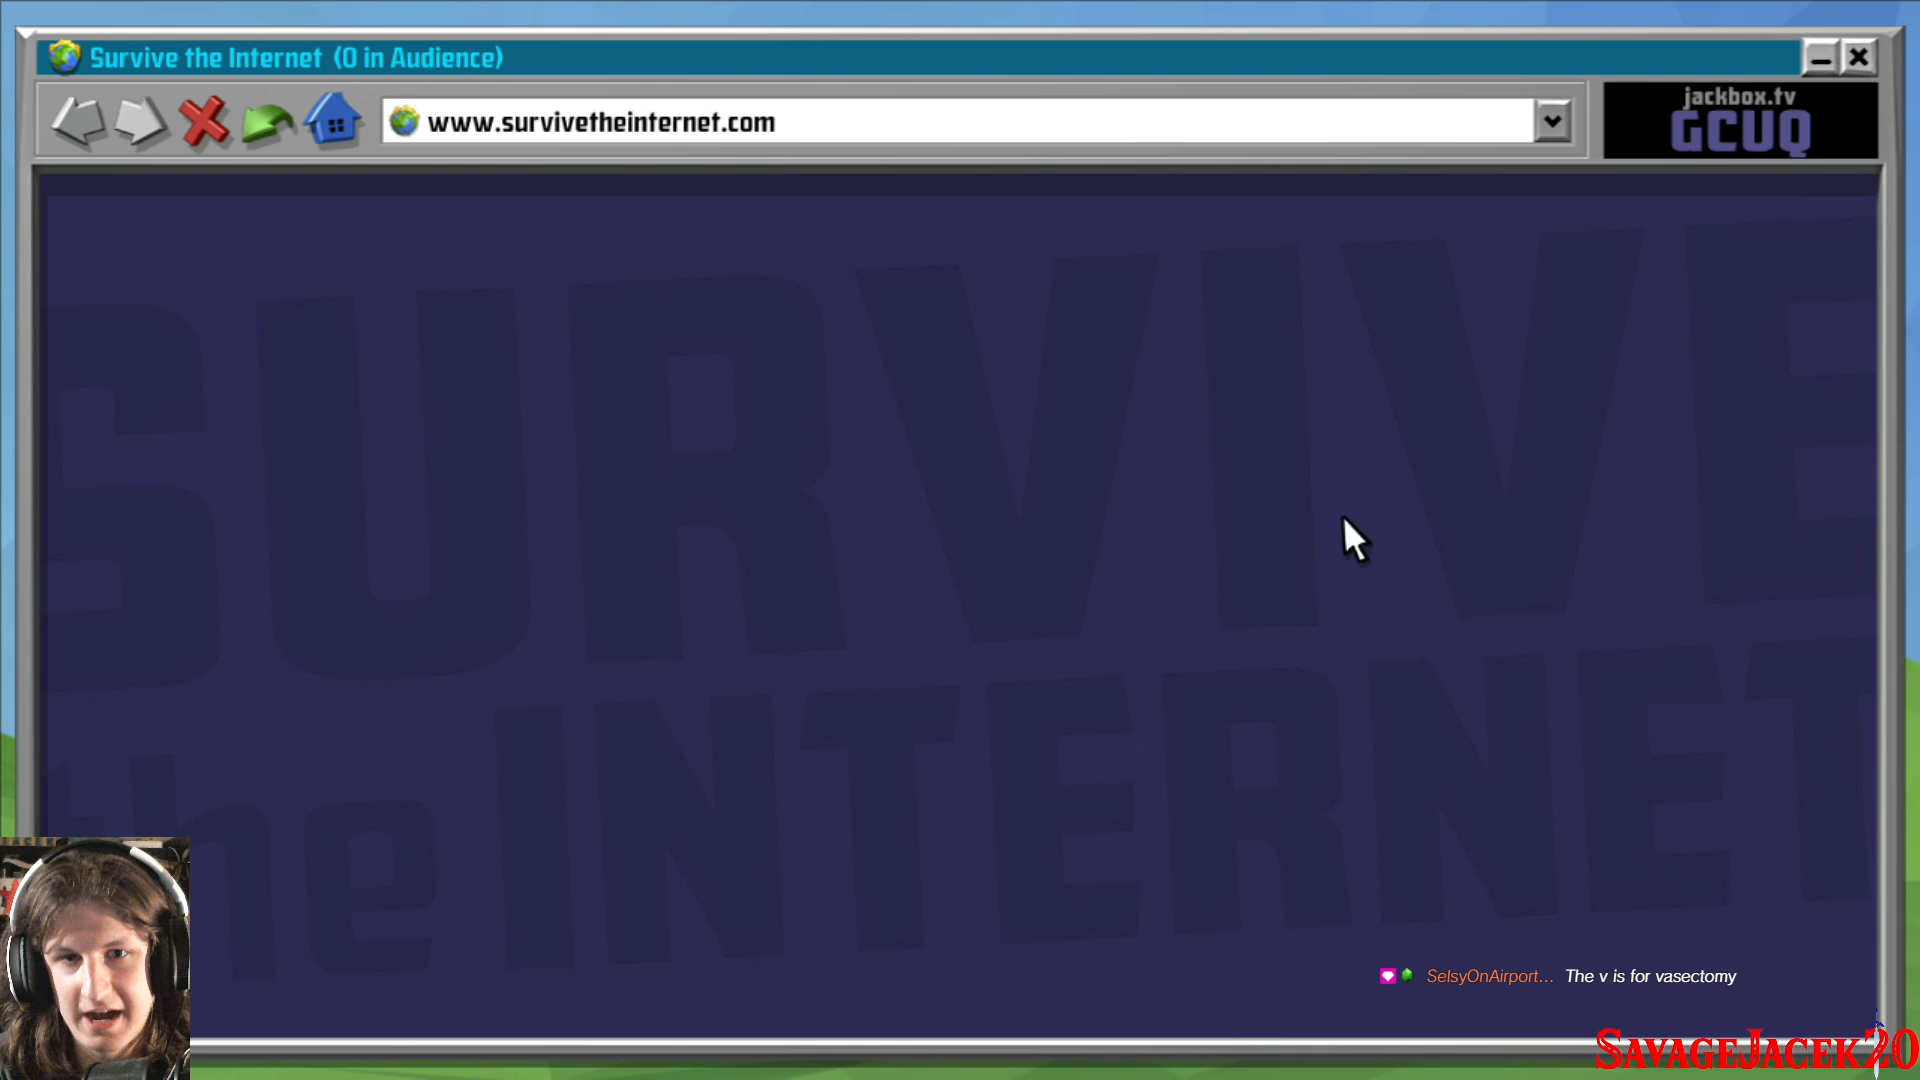 Survive the Internet (0 in Audience)
www.survivetheinternet.com
jackbox.tv
GCUQ
SURVIVE
the INTERNET
SelsyOnAirport... The v is for vasectomy
SavageJacek20